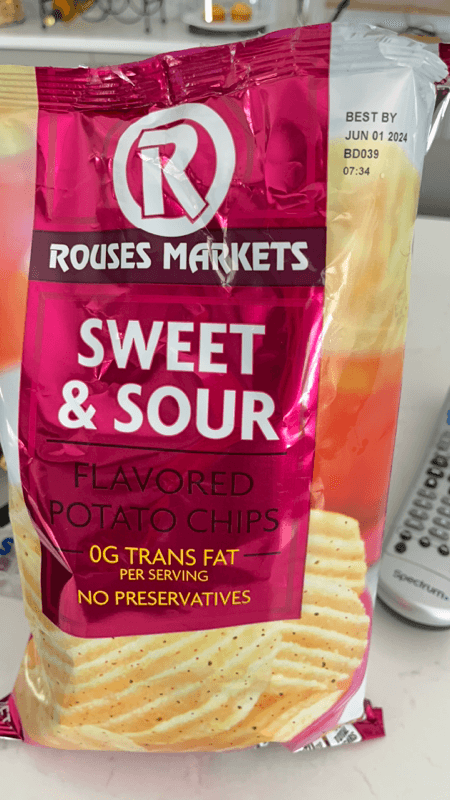 R
BEST BY
JUN 01 2024
BD039
07:34
ROUSES MARKETS
SWEET
& SOUR
FLAVORED
POTATO CHIPS
0G TRANS FAT
PER SERVING
NO PRESERVATIVES
Spectrum